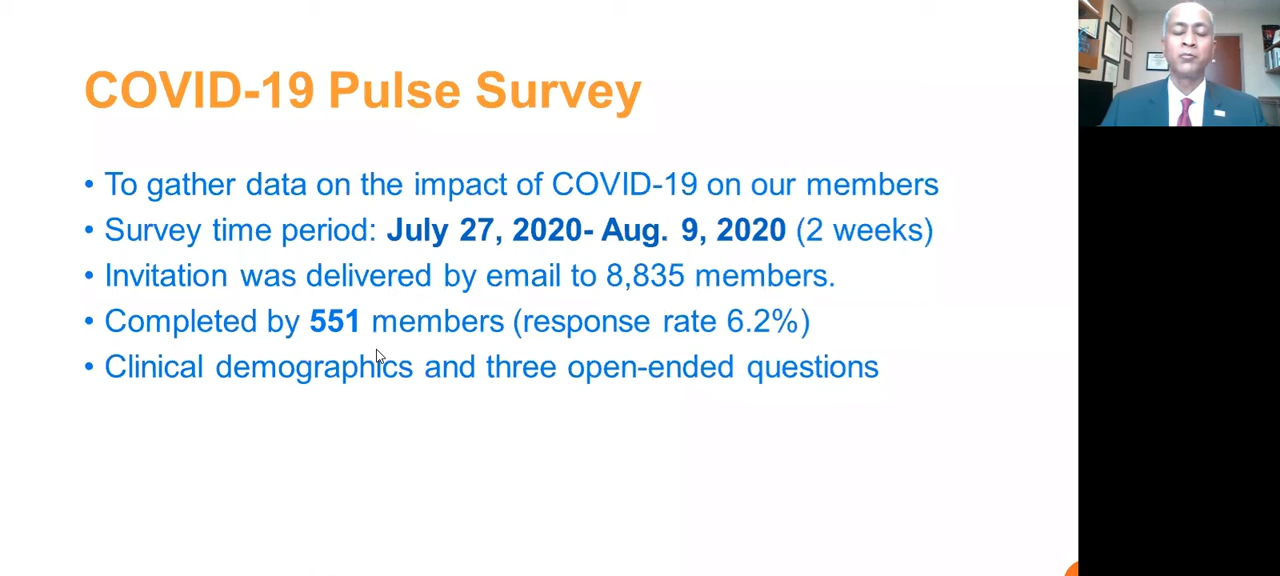 COVID-19 Pulse Survey
• To gather data on the impact of COVID-19 on our members
• Survey time period: July 27, 2020- Aug. 9, 2020 (2 weeks)
• Invitation was delivered by email to 8,835 members.
• Completed by 551 members (response rate 6.2%)
• Clinical demographics and three open-ended questions